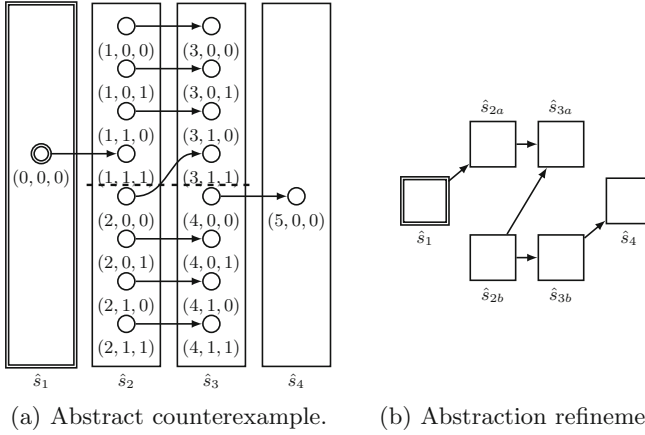 (1, 0, 0) (3, 0, 0)
(1, 0, 1) (3, 0, 1)
(1, 1, 0) (3, 1, 0)
(0, 0, 0) (1, 1, 1) (3, 1, 1)
(2, 0, 0) (4, 0, 0) (5, 0, 0)
(2, 0, 1) (4, 0, 1)
(2, 1, 0) (4, 1, 0)
(2, 1, 1) (4, 1, 1)
ŝ1 ŝ2 ŝ3 ŝ4
(a) Abstract counterexample.
ŝ2a ŝ3a
ŝ1 ŝ4
ŝ2b ŝ3b
(b) Abstraction refineme